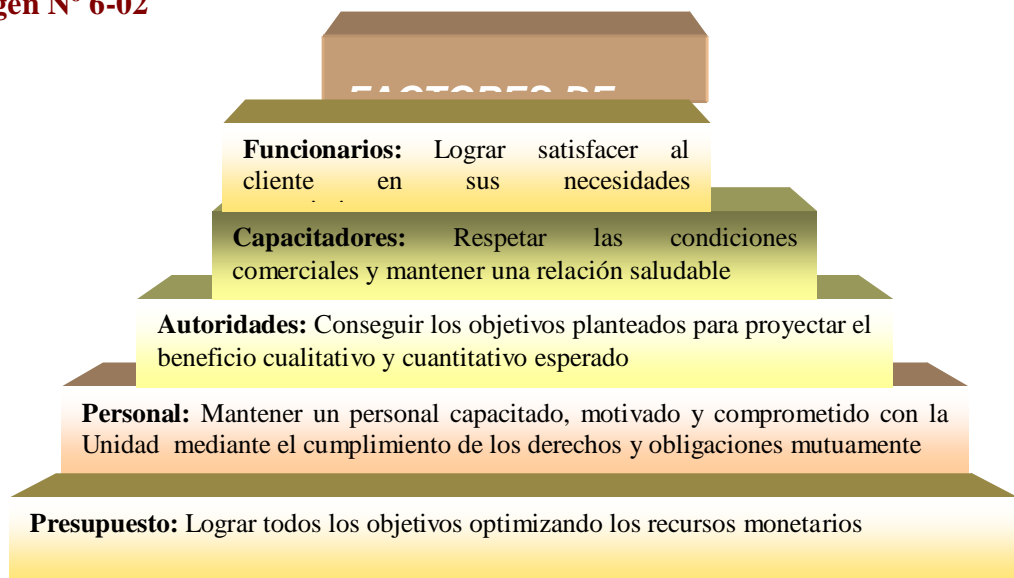 gen Nº 6-02
FACTORES DE
Funcionarios: Lograr satisfacer al
cliente en sus necesidades
Capacitadores: Respetar las condiciones
comerciales y mantener una relación saludable
Autoridades: Conseguir los objetivos planteados para proyectar el
beneficio cualitativo y cuantitativo esperado
Personal: Mantener un personal capacitado, motivado y comprometido con la
Unidad mediante el cumplimiento de los derechos y obligaciones mutuamente
Presupuesto: Lograr todos los objetivos optimizando los recursos monetarios